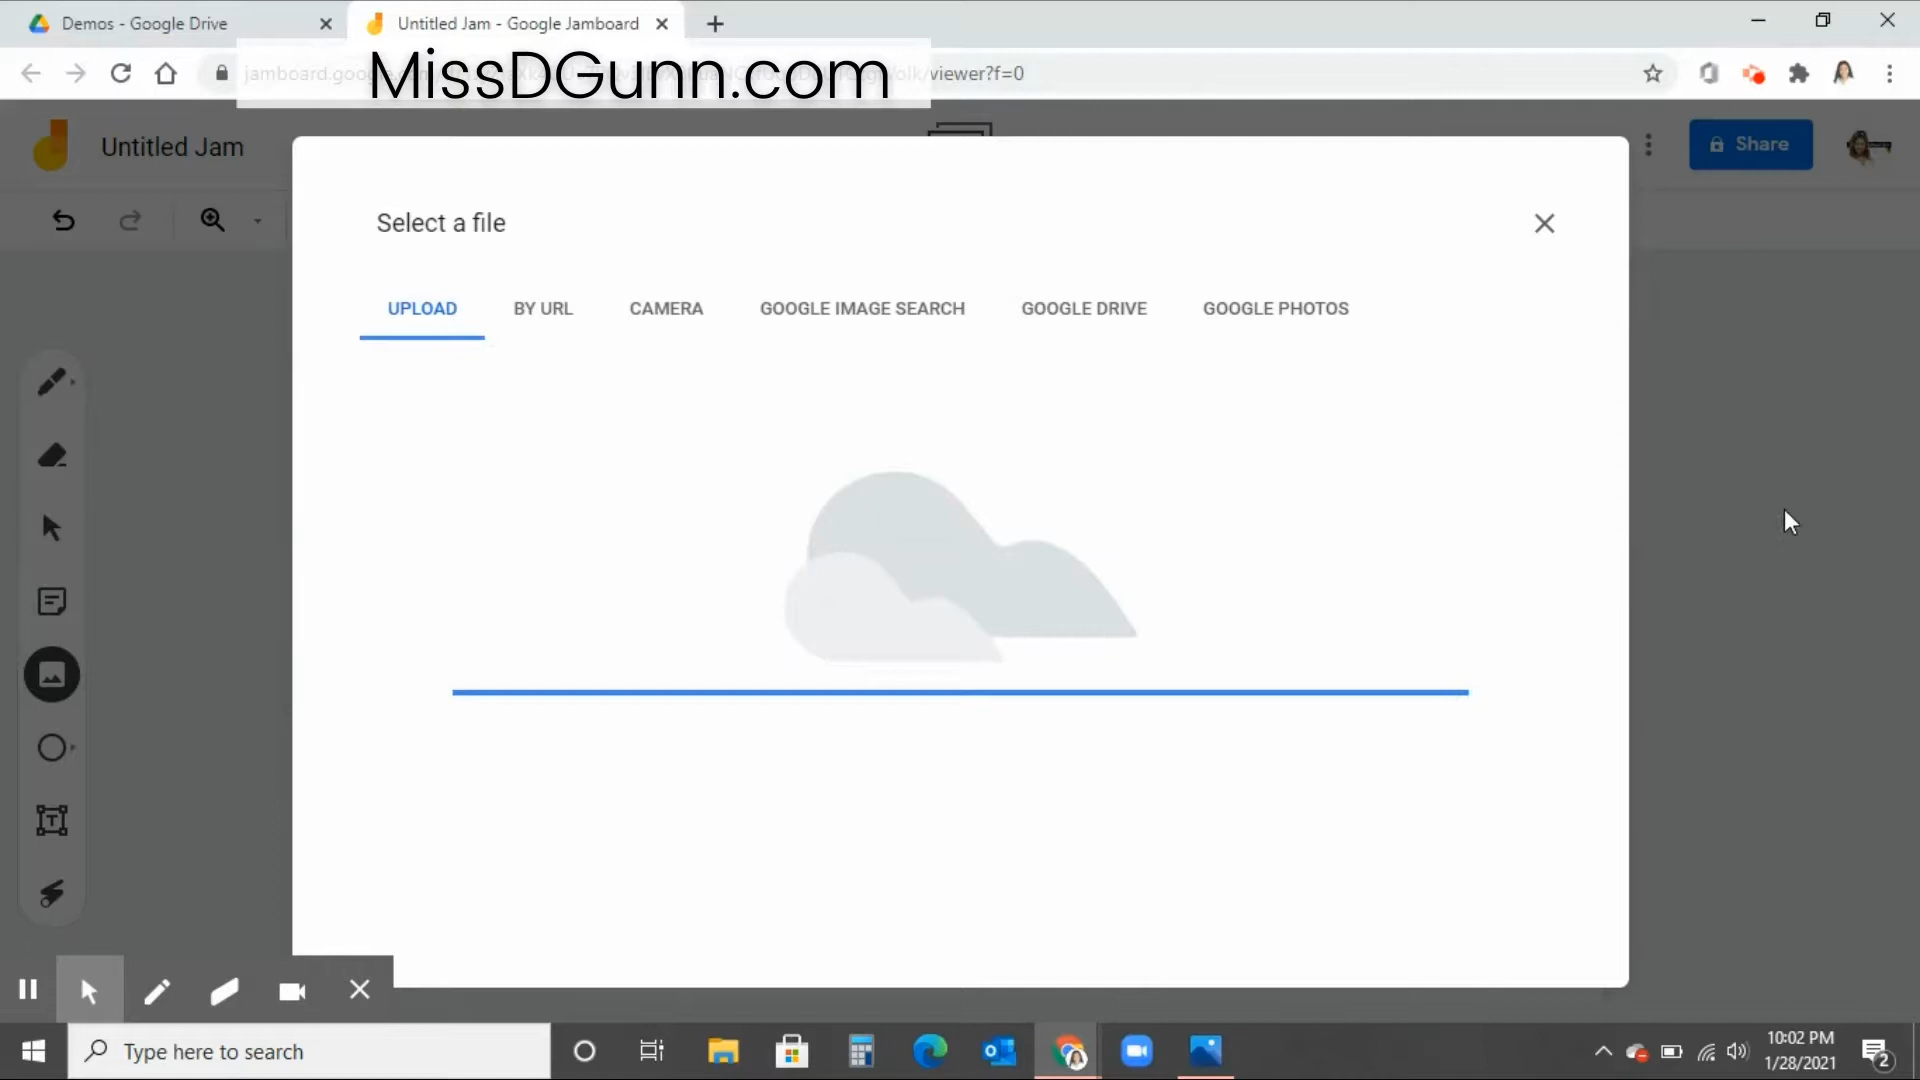 Demos - Google Drive
Untitled Jam - Google Jamboard
MissDGunn.com
viewer?f=0
Untitled Jam
Share
Select a file
UPLOAD
BY URL
CAMERA
GOOGLE IMAGE SEARCH
GOOGLE DRIVE
GOOGLE PHOTOS
Type here to search
10:02 PM
1/28/2021
2